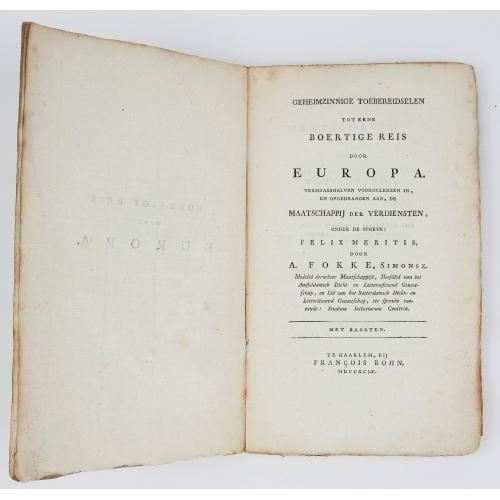 GEHEIMZINNIGE TOEBEREIDSELEN
TOT EENE
BOERTIGE REIS
DOOR
EUROPA.
VERMAAKSHALVEN VOORGELEEZEN IN,
EN OPGEDRAAGEN AAN, DE
MAATSCHAPPIJ DER VERDIENSTEN,
ONDER DE SPREUK:
FELIX MERITIS,
DOOR
A. FOKKE, SIMONSZ.
Medelid derzelver Maatschappij, Hoofdlid van het
Amsteldamsch Dicht- en Letteroefenend Genoot-
schap, en Lid van het Rotterdamsch Dicht- en
Letterlievend Genootschap, ter spreuke voe-
rende: Studium Scientiarum Genitrix.
MET KAARTEN.
TE HAARLEM, BIJ
FRANÇOIS BOHN.